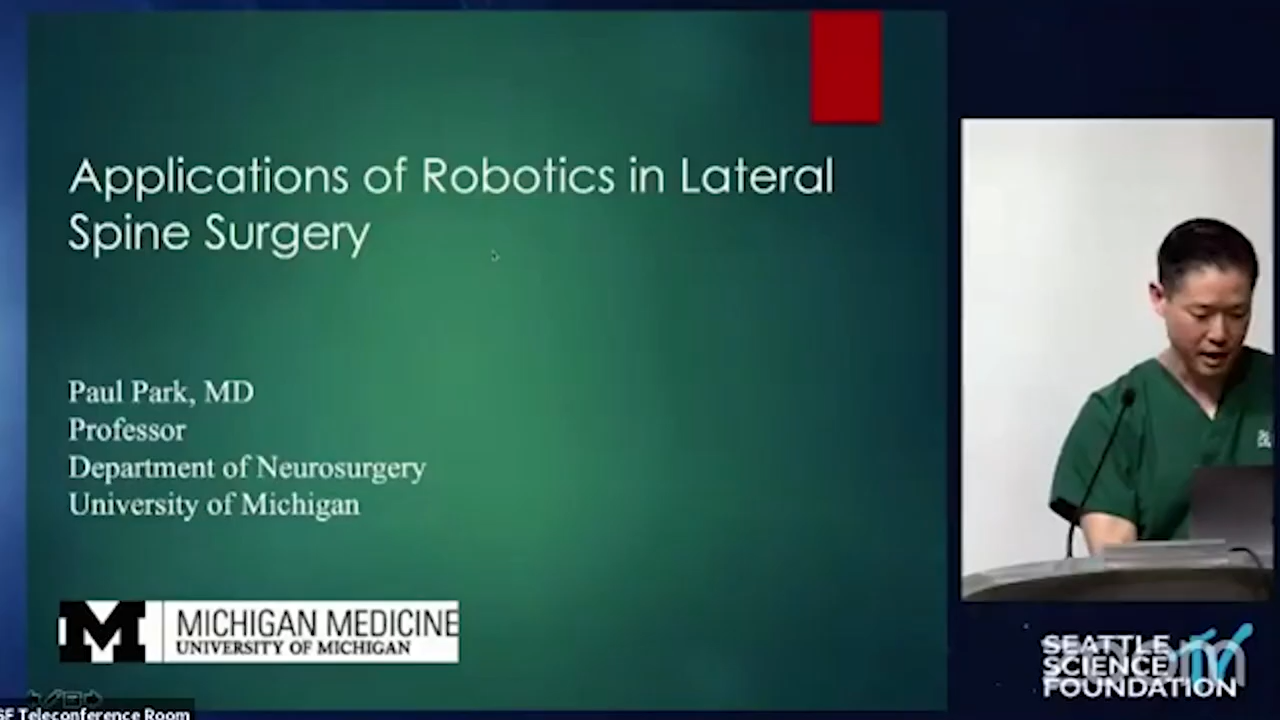 Applications of Robotics in Lateral
Spine Surgery
Paul Park, MD
Professor
Department of Neurosurgery
University of Michigan
M
MICHIGAN MEDICINE
UNIVERSITY OF MICHIGAN
SEATTLE
SCIENCE
FOUNDATION
SF Teleconference Room